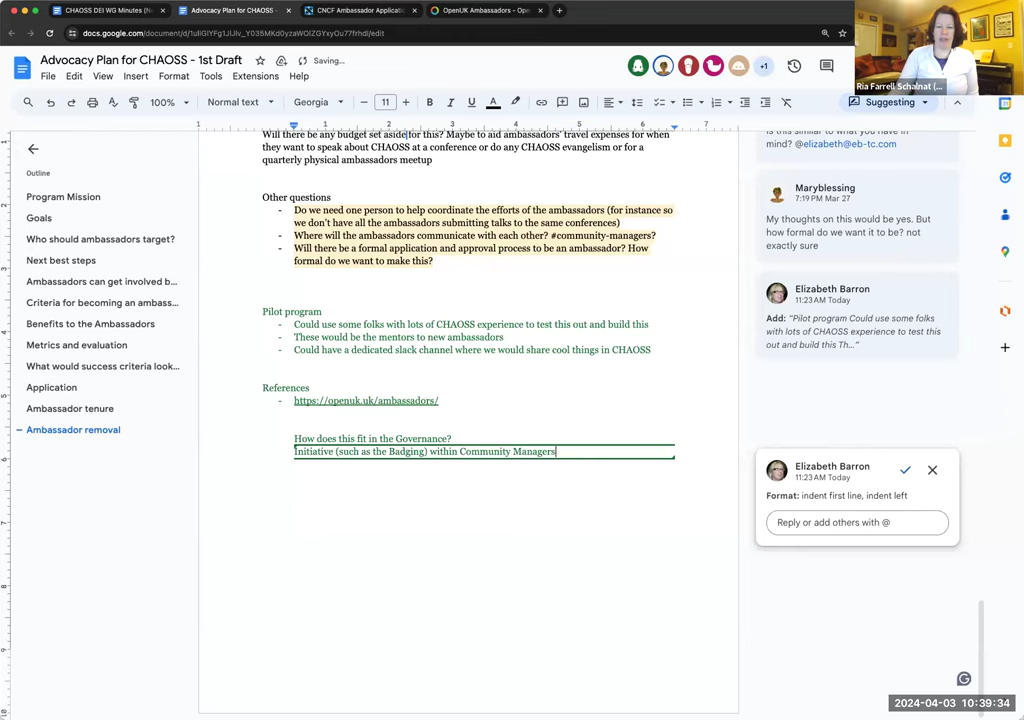 CHAOSS DEI WG Minutes (N
Advocacy Plan for CHAOSS -
CNCF Ambassador Applicatio
OpenUK Ambassadors - Ope
docs.google.com
Advocacy Plan for CHAOSS - 1st Draft
Saving...
File Edit View Insert Format Tools Extensions Help
+1
100% Normal text Georgia 11
Suggesting
Ria Farrell Schalnat (...
Outline
Program Mission
Goals
Who should ambassadors target?
Next best steps
Ambassadors can get involved b...
Criteria for becoming an ambass...
Benefits to the Ambassadors
Metrics and evaluation
What would success criteria look...
Application
Ambassador tenure
Ambassador removal
Will there be any budget set aside for this? Maybe to aid ambassadors' travel expenses for when
they want to speak about CHAOSS at a conference or do any CHAOSS evangelism or for a
quarterly physical ambassadors meetup
Other questions
- Do we need one person to help coordinate the efforts of the ambassadors (for instance so
we don't have all the ambassadors submitting talks to the same conferences)
- Where will the ambassadors communicate with each other? #community-managers?
- Will there be a formal application and approval process to be an ambassador? How
formal do we want to make this?
Pilot program
- Could use some folks with lots of CHAOSS experience to test this out and build this
- These would be the mentors to new ambassadors
- Could have a dedicated slack channel where we would share cool things in CHAOSS
References
- https://openuk.uk/ambassadors/
How does this fit in the Governance?
Initiative (such as the Badging) within Community Managers
Is this similar to what you have in
mind? @elizabeth@eb-tc.com
Maryblessing
7:19 PM Mar 27
My thoughts on this would be yes. But
how formal do we want it to be? not
exactly sure
Elizabeth Barron
11:23 AM Today
Add: "Pilot program Could use some folks
with lots of CHAOSS experience to test this
out and build this Th..."
Elizabeth Barron
11:23 AM Today
Format: indent first line, indent left
Reply or add others with @
2024-04-03 10:39:34